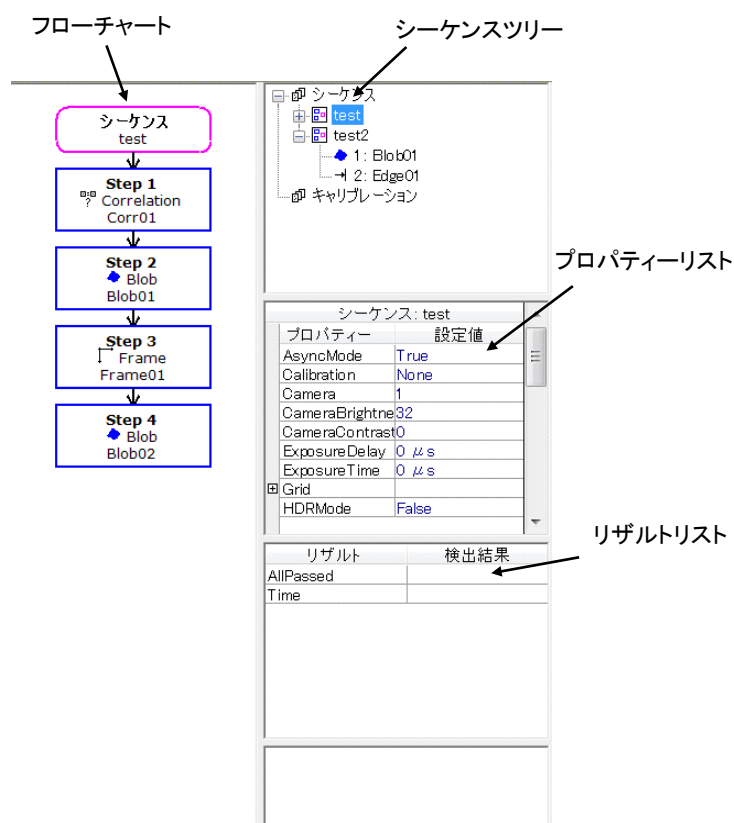 フローチャート
シーケンスツリー
シーケンス
test
Step 1
Correlation
Corr01
Step 2
Blob
Blob01
Step 3
Frame
Frame01
Step 4
Blob
Blob02
シーケンス
test
test2
1: Blob01
2: Edge01
キャリブレーション
プロパティーリスト
シーケンス: test
プロパティー 設定値
AsyncMode True
Calibration None
Camera 1
CameraBrightne 32
CameraContrast 0
ExposureDelay 0 μs
ExposureTime 0 μs
Grid
HDRMode False
リザルトリスト
リザルト 検出結果
AllPassed
Time